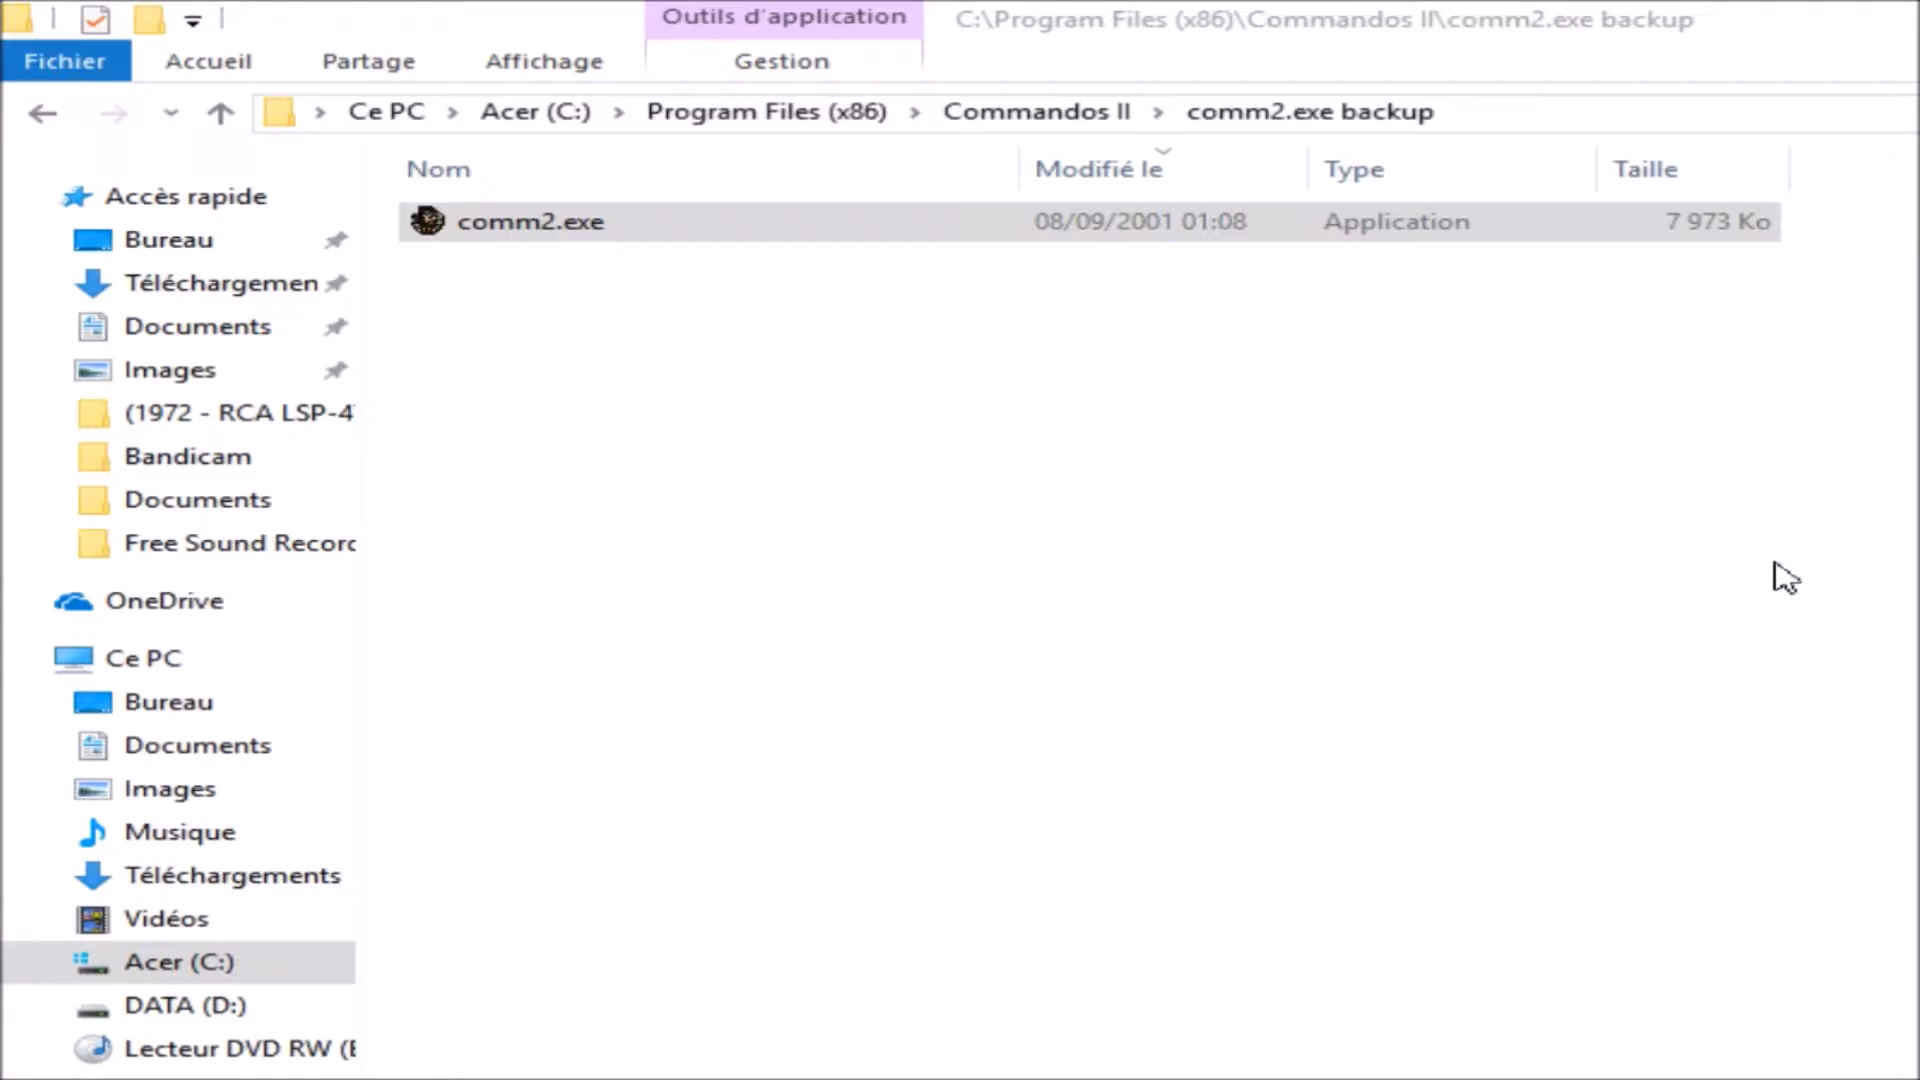 Outils d'application
C:\Program Files (x86)\Commandos II\comm2.exe backup
Fichier
Accueil
Partage
Affichage
Gestion
Ce PC > Acer (C:) > Program Files (x86) > Commandos II > comm2.exe backup
Nom
Modifié le
Type
Taille
comm2.exe
08/09/2001 01:08
Application
7 973 Ko
Accès rapide
Bureau
Téléchargemen
Documents
Images
(1972 - RCA LSP-4
Bandicam
Documents
Free Sound Recorc
OneDrive
Ce PC
Bureau
Documents
Images
Musique
Téléchargements
Vidéos
Acer (C:)
DATA (D:)
Lecteur DVD RW (E